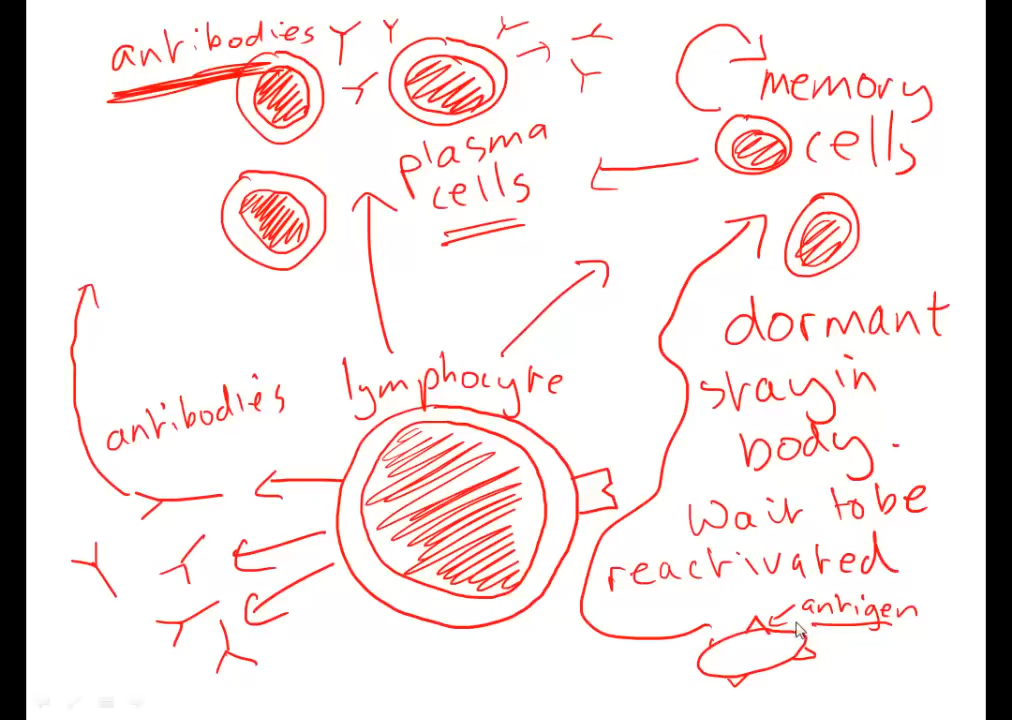 antibodies
memory
cells
plasma
cells
dormant
stay in
body.
Wait to be
reactivated
lymphocyte
antibodies
antigen